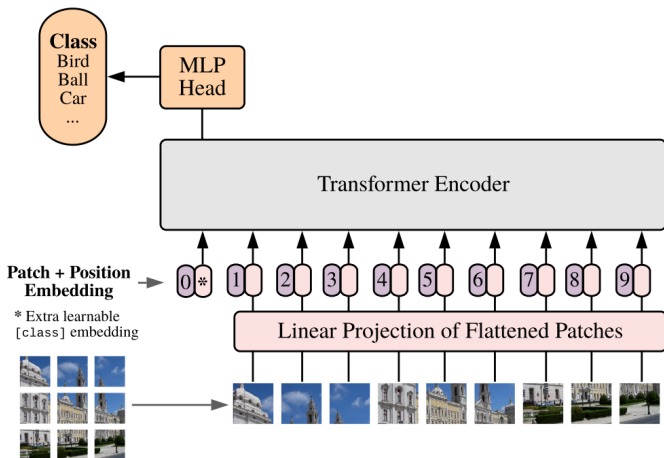 Class
Bird
Ball
Car
...
MLP
Head
Transformer Encoder
Patch + Position
Embedding
0 * 1 2 3 4 5 6 7 8 9
* Extra learnable
[class] embedding
Linear Projection of Flattened Patches